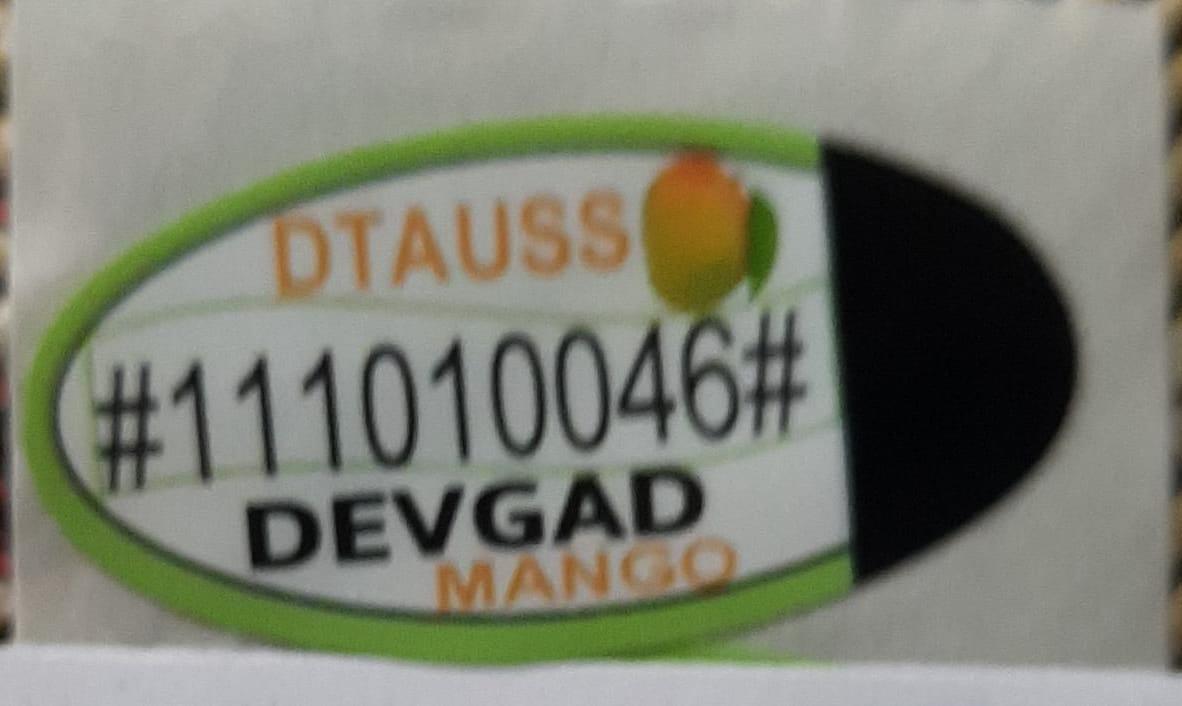 DTAUSS
#111010046#
DEVGAD
MANGO